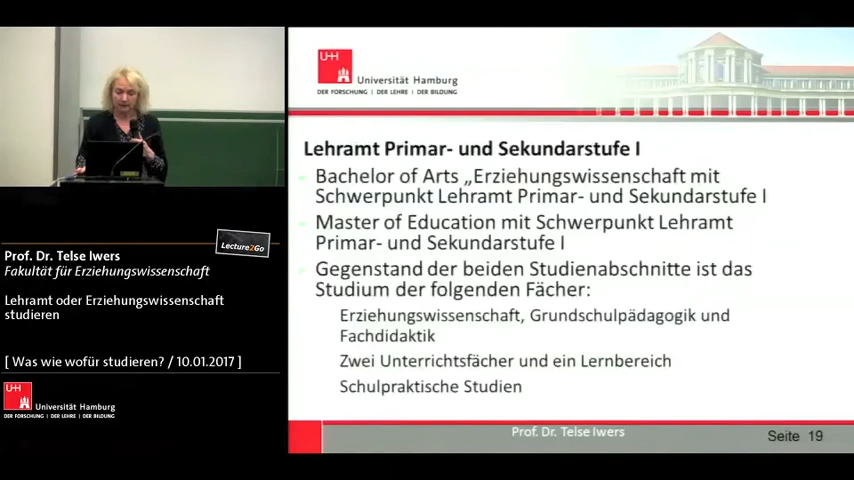 UHH
Universität Hamburg
DER FORSCHUNG | DER LEHRE | DER BILDUNG
Lehramt Primar- und Sekundarstufe I
Bachelor of Arts „Erziehungswissenschaft mit
Schwerpunkt Lehramt Primar- und Sekundarstufe I
Master of Education mit Schwerpunkt Lehramt
Primar- und Sekundarstufe I
Gegenstand der beiden Studienabschnitte ist das
Studium der folgenden Fächer:
Erziehungswissenschaft, Grundschulpädagogik und
Fachdidaktik
Zwei Unterrichtsfächer und ein Lernbereich
Schulpraktische Studien
Prof. Dr. Telse Iwers
Seite 19
Lecture2Go
Prof. Dr. Telse Iwers
Fakultät für Erziehungswissenschaft
Lehramt oder Erziehungswissenschaft
studieren
[ Was wie wofür studieren? / 10.01.2017 ]
UHH
Universität Hamburg
DER FORSCHUNG | DER LEHRE | DER BILDUNG